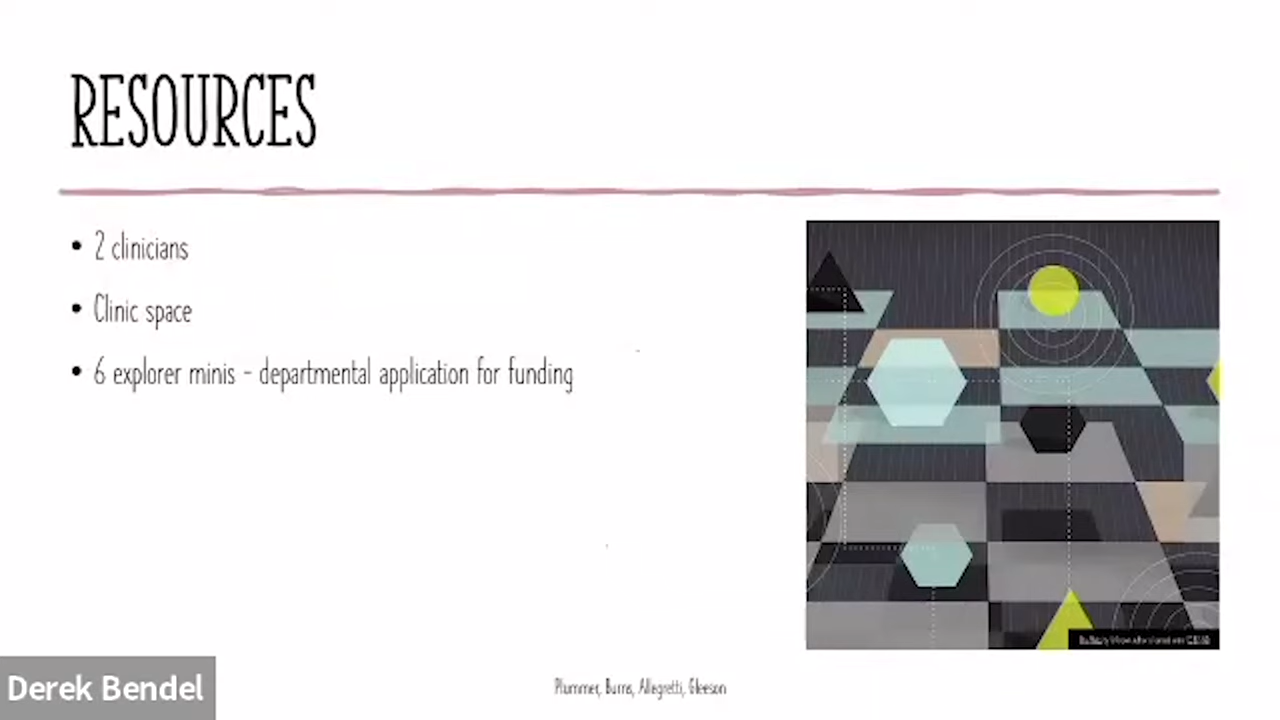 RESOURCES
• 2 clinicians
• Clinic space
• 6 explorer minis - departmental application for funding
Derek Bendel
Plummer, Burns, Allegretti, Gleeson